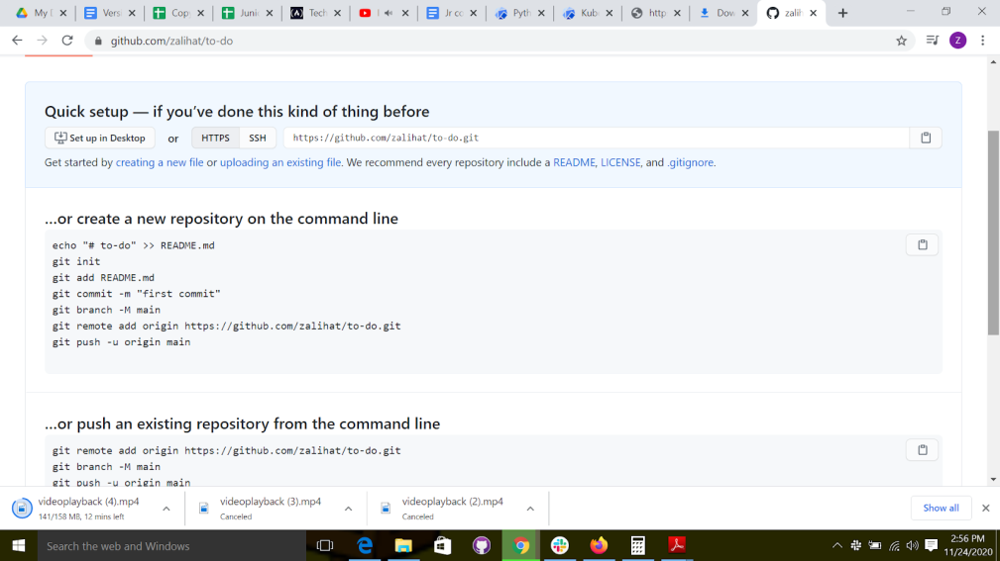 My
Versi
Copy
Juni
Tech
Jr co
Pyth
Kube
http
Dow
zalih
github.com/zalihat/to-do
Z
Quick setup — if you’ve done this kind of thing before
Set up in Desktop or HTTPS SSH https://github.com/zalihat/to-do.git
Get started by creating a new file or uploading an existing file. We recommend every repository include a README, LICENSE, and .gitignore.
…or create a new repository on the command line
echo "# to-do" >> README.md
git init
git add README.md
git commit -m "first commit"
git branch -M main
git remote add origin https://github.com/zalihat/to-do.git
git push -u origin main
…or push an existing repository from the command line
git remote add origin https://github.com/zalihat/to-do.git
git branch -M main
git push -u origin main
videoplayback (4).mp4
141/158 MB, 12 mins left
videoplayback (3).mp4
Canceled
videoplayback (2).mp4
Canceled
Show all
Search the web and Windows
2:56 PM
11/24/2020